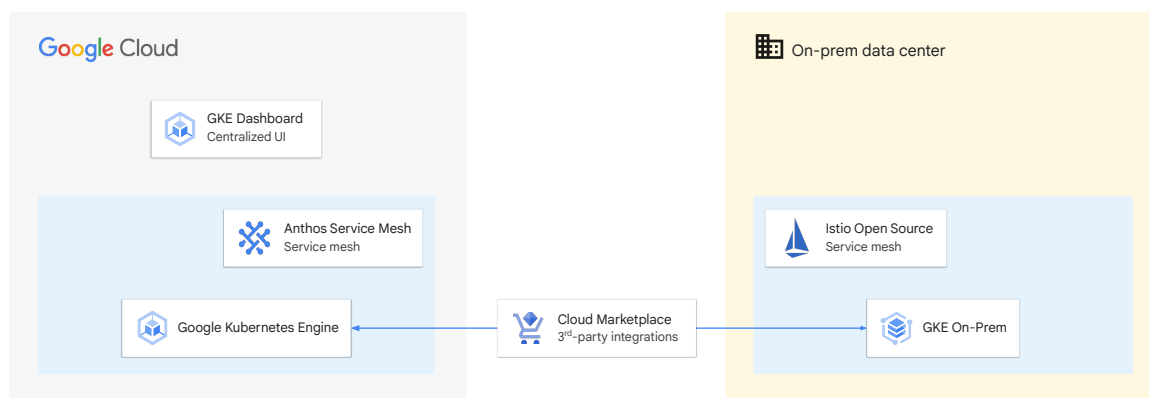 Google Cloud
On-prem data center
GKE Dashboard
Centralized UI
Anthos Service Mesh
Service mesh
Istio Open Source
Service mesh
Google Kubernetes Engine
Cloud Marketplace
3rd-party integrations
GKE On-Prem